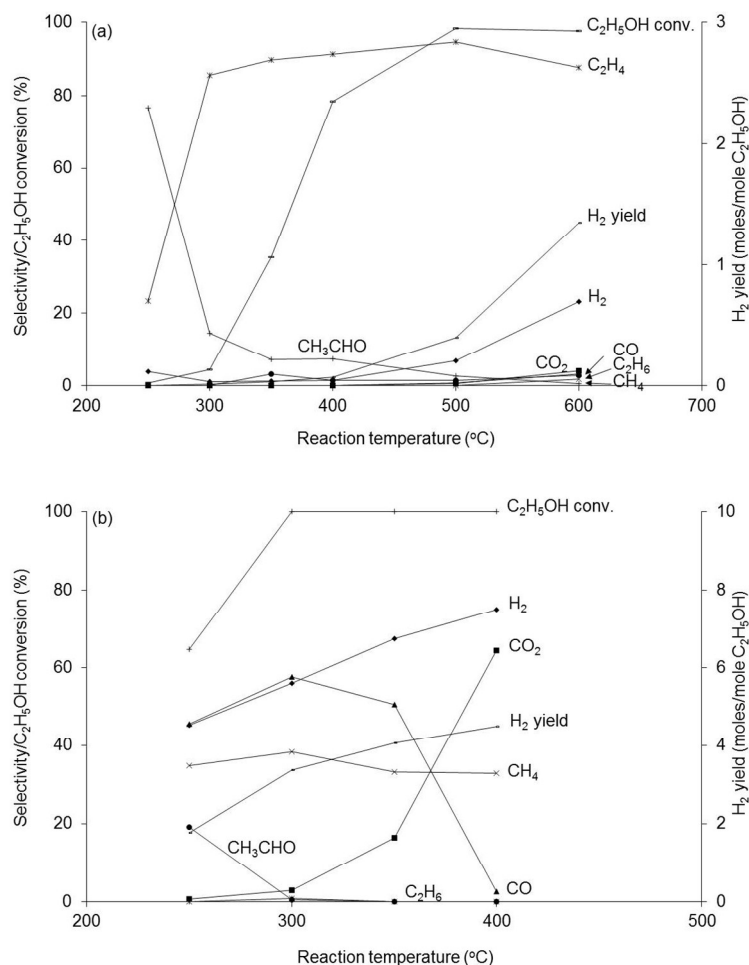 (a)
Selectivity/C₂H₅OH conversion (%)
100
80
60
40
20
0
H₂ yield (moles/mole C₂H₅OH)
3
2
1
0
C₂H₅OH conv.
C₂H₄
H₂ yield
H₂
CH₃CHO
CO₂
CO
C₂H₆
CH₄
200
300
400
500
600
700
Reaction temperature (°C)
(b)
Selectivity/C₂H₅OH conversion (%)
100
80
60
40
20
0
H₂ yield (moles/mole C₂H₅OH)
10
8
6
4
2
0
C₂H₅OH conv.
H₂
CO₂
H₂ yield
CH₄
CH₃CHO
C₂H₆
CO
200
300
400
500
Reaction temperature (°C)